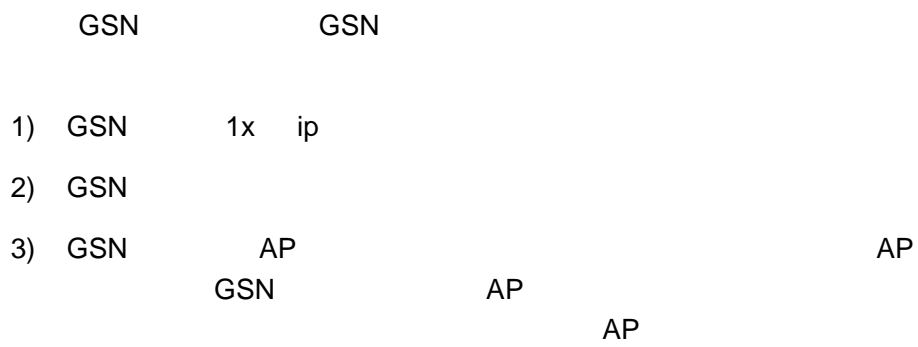 GSN GSN
1) GSN 1x ip
2) GSN
3) GSN AP AP
GSN AP
AP